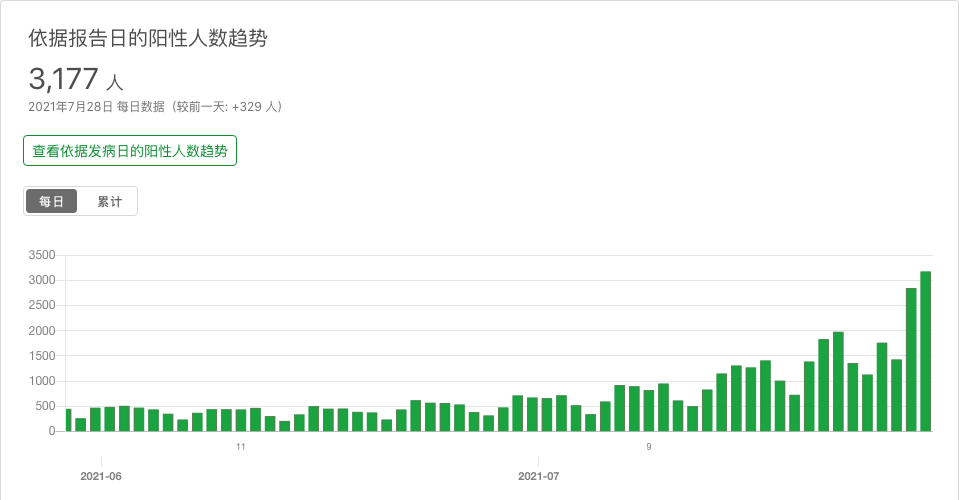 依据报告日的阳性人数趋势
3,177 人
2021年7月28日 每日数据（较前一天: +329 人）
查看依据发病日的阳性人数趋势
每日 累计
3500
3000
2500
2000
1500
1000
500
0
11 9
2021-06 2021-07